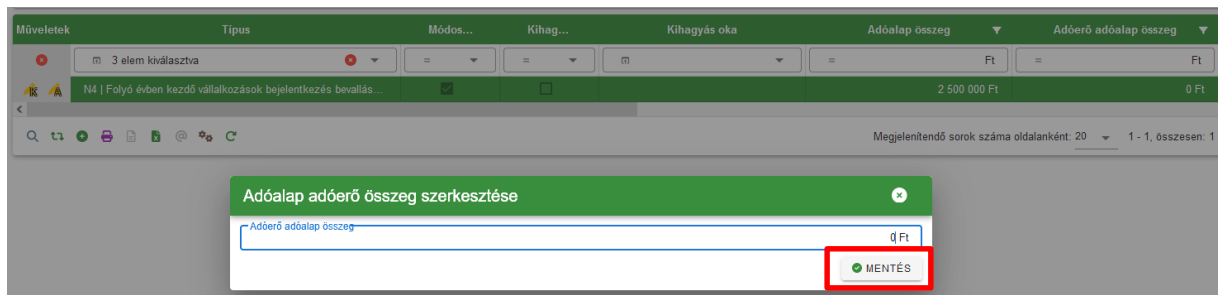 Műveletek Típus Módos... Kihag... Kihagyás oka Adóalap összeg Adóerő adóalap összeg
3 elem kiválasztva = = = Ft = Ft
N4 | Folyó évben kezdő vállalkozások bejelentkezés bevallás... 2 500 000 Ft 0 Ft
Megjelenítendő sorok száma oldalanként: 20 1 - 1, összesen: 1
Adóalap adóerő összeg szerkesztése
Adóerő adóalap összeg
0 Ft
MENTÉS